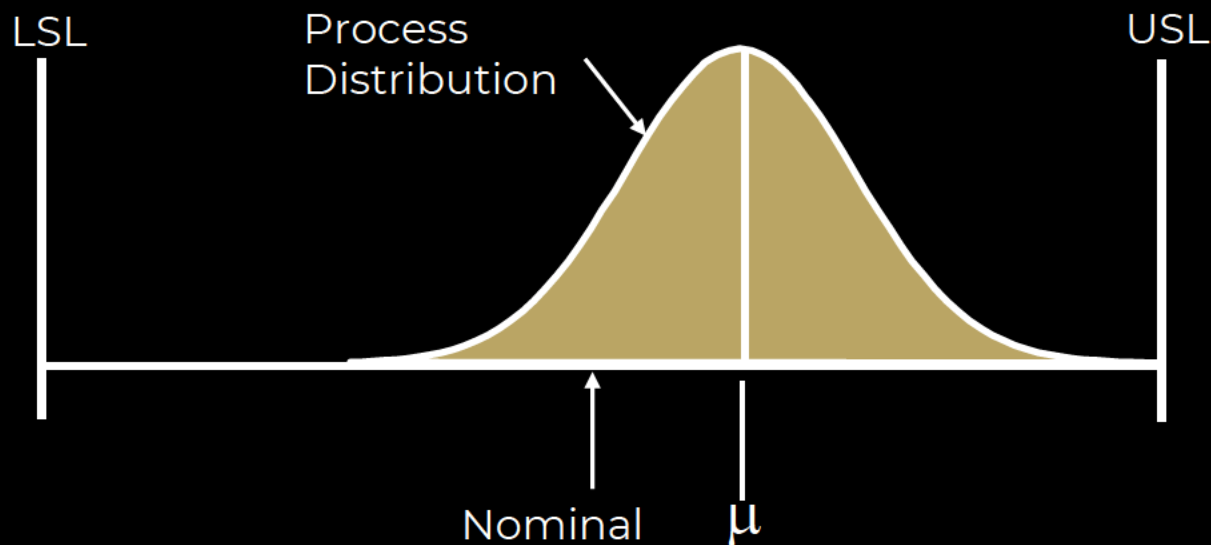 LSL
Process
Distribution
USL
Nominal
μ